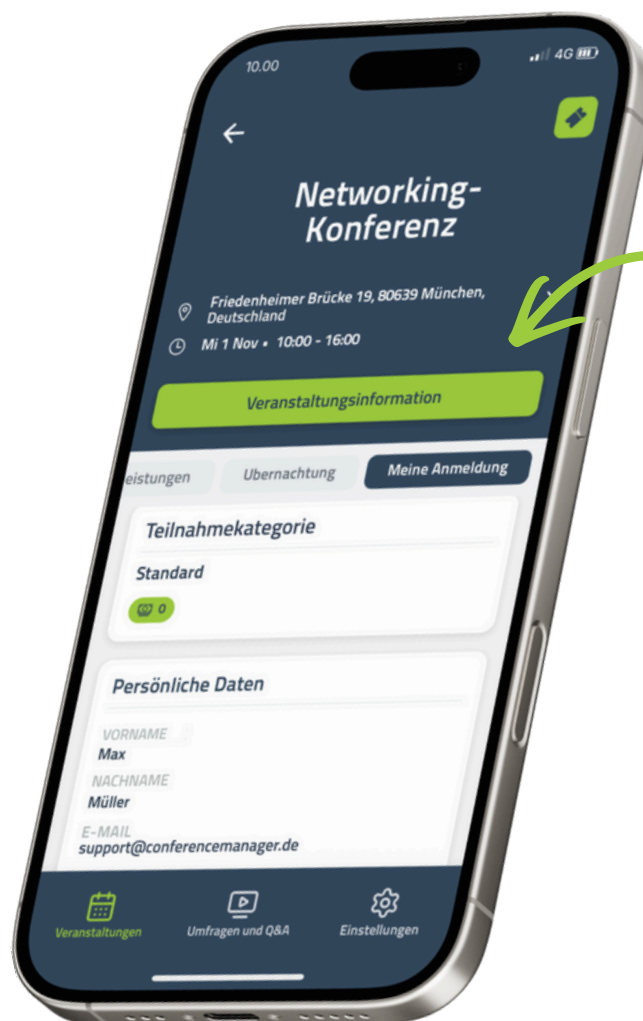 10.00
4G
Networking-
Konferenz
Friedenheimer Brücke 19, 80639 München,
Deutschland
Mi 1 Nov • 10:00 - 16:00
Veranstaltungsinformation
eistungen
Ubernachtung
Meine Anmeldung
Teilnahmekategorie
Standard
0
Persönliche Daten
VORNAME
Max
NACHNAME
Müller
E-MAIL
support@conferencemanager.de
Veranstaltungen
Umfragen und Q&A
Einstellungen